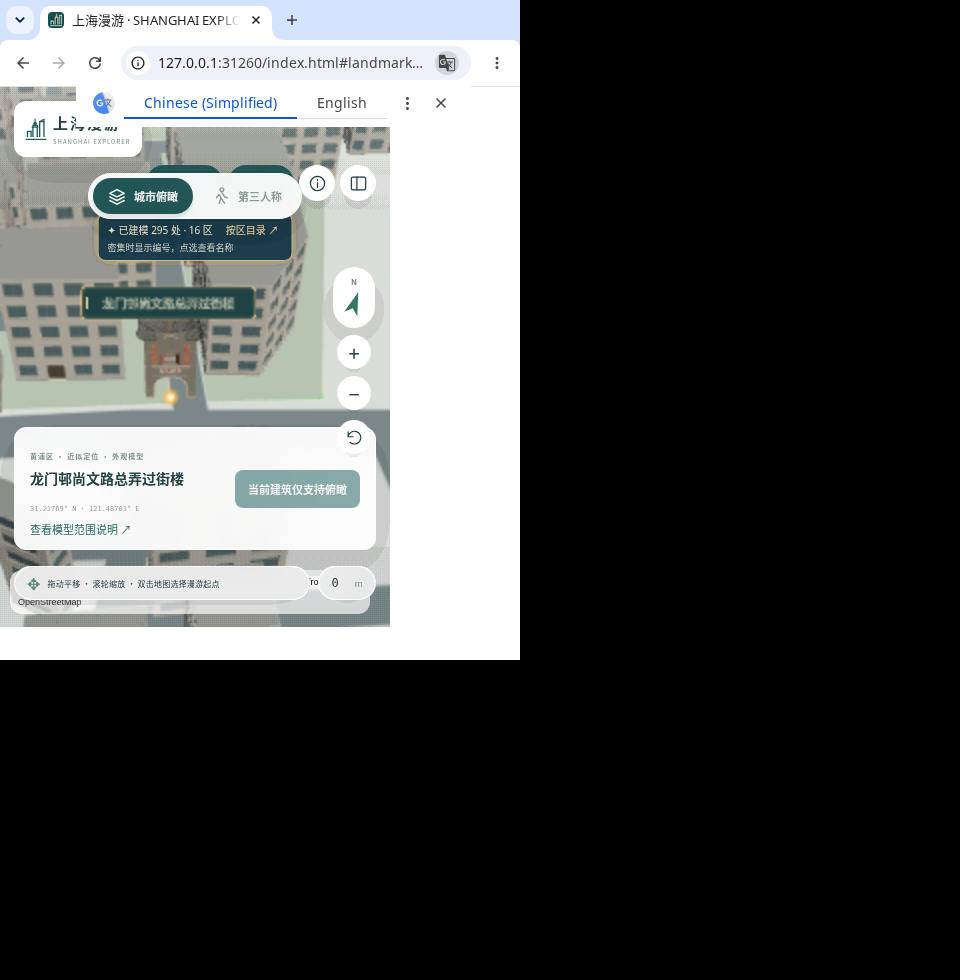 上海漫游 · SHANGHAI EXPLO
127.0.0.1:31260/index.html#landmark...
Chinese (Simplified)
English
上海漫游
SHANGHAI EXPLORER
城市俯瞰
第三人称
✦ 已建模 295 处 · 16 区 按区目录 ↗
密集时显示编号，点选查看名称
N
龙门邨尚文路总弄过街楼
+
−
黄浦区 · 近似定位 · 外观模型
龙门邨尚文路总弄过街楼
当前建筑仅支持俯瞰
31.21769° N · 121.48701° E
查看模型范围说明 ↗
拖动平移 · 滚轮缩放 · 双击地图选择漫游起点
0 m
OpenStreetMap